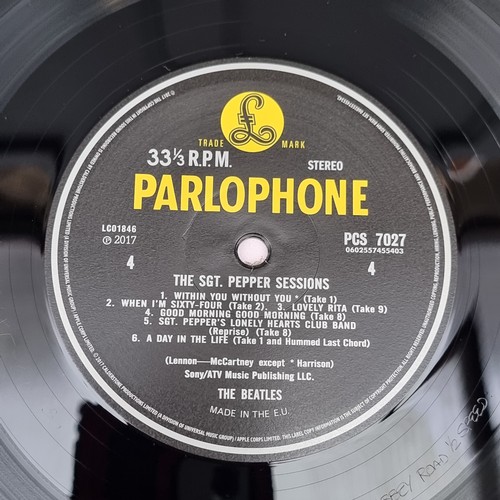 £
TRADE MARK
33⅓ R.P.M.
STEREO
PARLOPHONE
LC01846
℗ 2017
PCS 7027
0602557455403
4
4
THE SGT. PEPPER SESSIONS
1. WITHIN YOU WITHOUT YOU * (Take 1)
2. WHEN I'M SIXTY-FOUR (Take 2) 3. LOVELY RITA (Take 9)
4. GOOD MORNING GOOD MORNING (Take 8)
5. SGT. PEPPER'S LONELY HEARTS CLUB BAND
(Reprise) (Take 8)
6. A DAY IN THE LIFE (Take 1 and Hummed Last Chord)
(Lennon—McCartney except * Harrison)
Sony/ATV Music Publishing LLC.
THE BEATLES
MADE IN THE E.U.
ROAD ½ SPEED